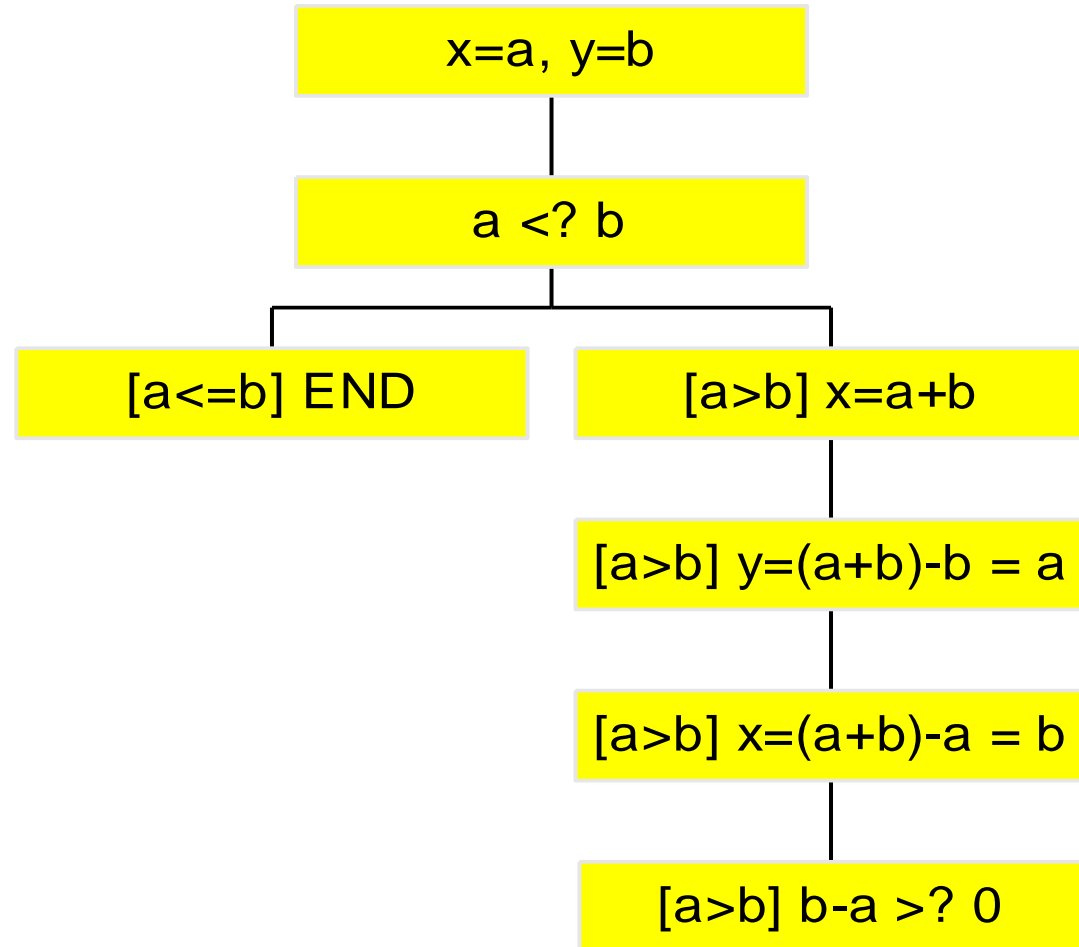 x=a, y=b
a <? b
[a<=b] END
[a>b] x=a+b
[a>b] y=(a+b)-b = a
[a>b] x=(a+b)-a = b
[a>b] b-a >? 0